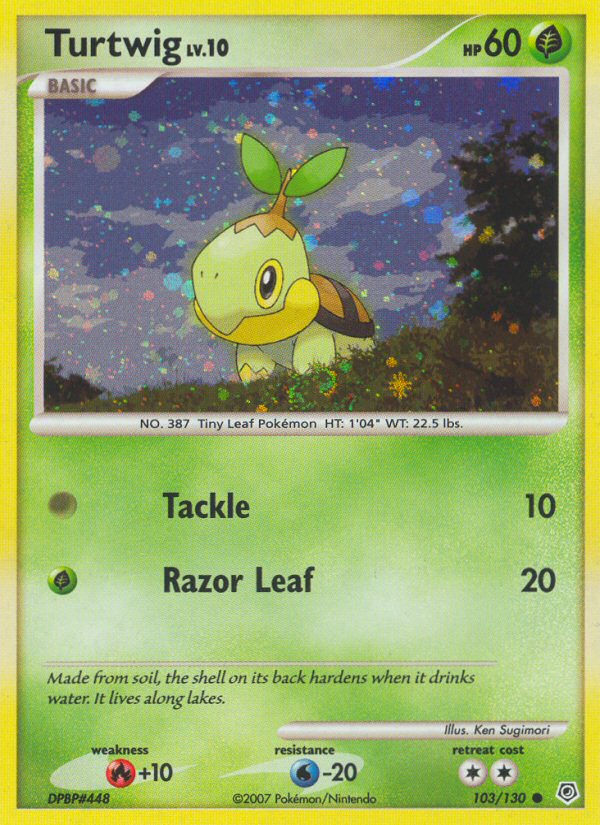 Turtwig LV.10 HP 60
BASIC
NO. 387 Tiny Leaf Pokémon HT: 1'04" WT: 22.5 lbs.
Tackle 10
Razor Leaf 20
Made from soil, the shell on its back hardens when it drinks
water. It lives along lakes.
Illus. Ken Sugimori
weakness resistance retreat cost
+10 -20
DPBP#448 ©2007 Pokémon/Nintendo 103/130